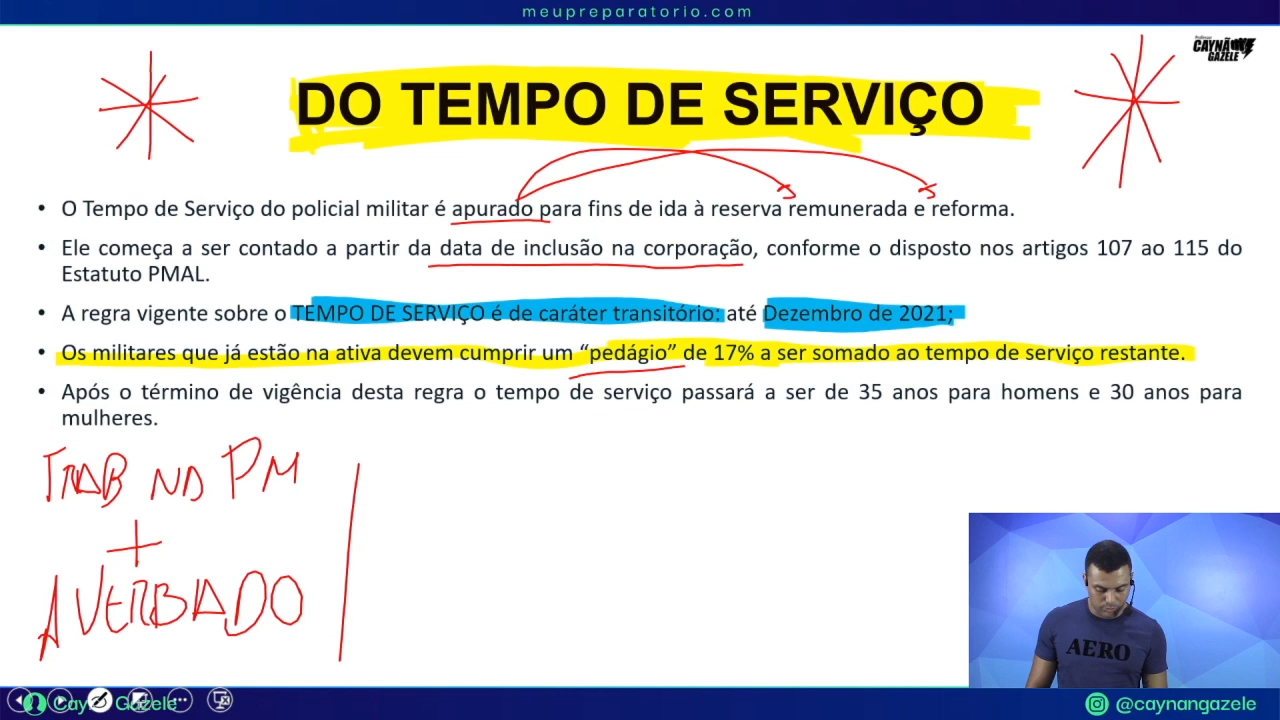 meupreparatorio.com
Professor
CAYNÃ
GAZELE
DO TEMPO DE SERVIÇO
• O Tempo de Serviço do policial militar é apurado para fins de ida à reserva remunerada e reforma.
• Ele começa a ser contado a partir da data de inclusão na corporação, conforme o disposto nos artigos 107 ao 115 do
Estatuto PMAL.
• A regra vigente sobre o TEMPO DE SERVIÇO é de caráter transitório: até Dezembro de 2021;
• Os militares que já estão na ativa devem cumprir um “pedágio” de 17% a ser somado ao tempo de serviço restante.
• Após o término de vigência desta regra o tempo de serviço passará a ser de 35 anos para homens e 30 anos para
mulheres.
TRAB NA PM
+
AVERBADO
AERO
Gazele
@caynangazele